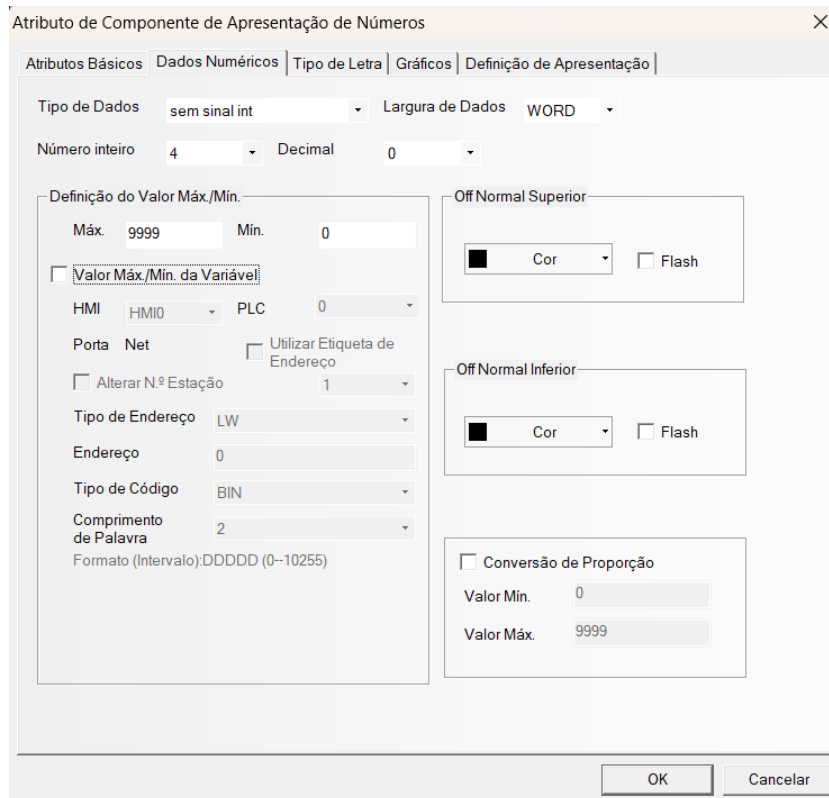 Atributo de Componente de Apresentação de Números
Atributos Básicos Dados Numéricos Tipo de Letra Gráficos Definição de Apresentação
Tipo de Dados sem sinal int Largura de Dados WORD
Número inteiro 4 Decimal 0
Definição do Valor Máx./Mín.
Máx. 9999 Mín. 0
Valor Máx./Mín. da Variável
HMI HMI0 PLC 0
Porta Net Utilizar Etiqueta de
Endereço
Alterar N.º Estação 1
Tipo de Endereço LW
Endereço 0
Tipo de Código BIN
Comprimento
de Palavra 2
Formato (Intervalo):DDDDD (0--10255)
Off Normal Superior
Cor Flash
Off Normal Inferior
Cor Flash
Conversão de Proporção
Valor Mín. 0
Valor Máx. 9999
OK Cancelar